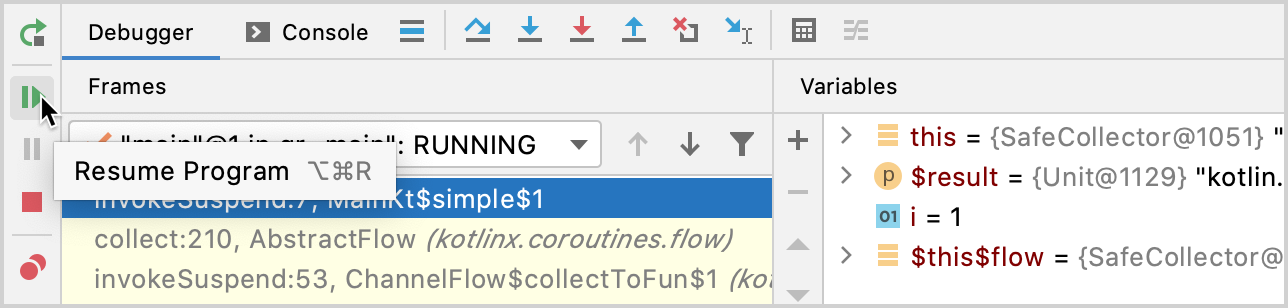 Debugger
Console
Frames
Variables
"main"@1 in gr...main": RUNNING
Resume Program ⌥⌘R
invokeSuspend:7, MainKt$simple$1
collect:210, AbstractFlow (kotlinx.coroutines.flow)
invokeSuspend:53, ChannelFlow$collectToFun$1 (kot
this = {SafeCollector@1051} "
p $result = {Unit@1129} "kotlin.
01 i = 1
$this$flow = {SafeCollector@